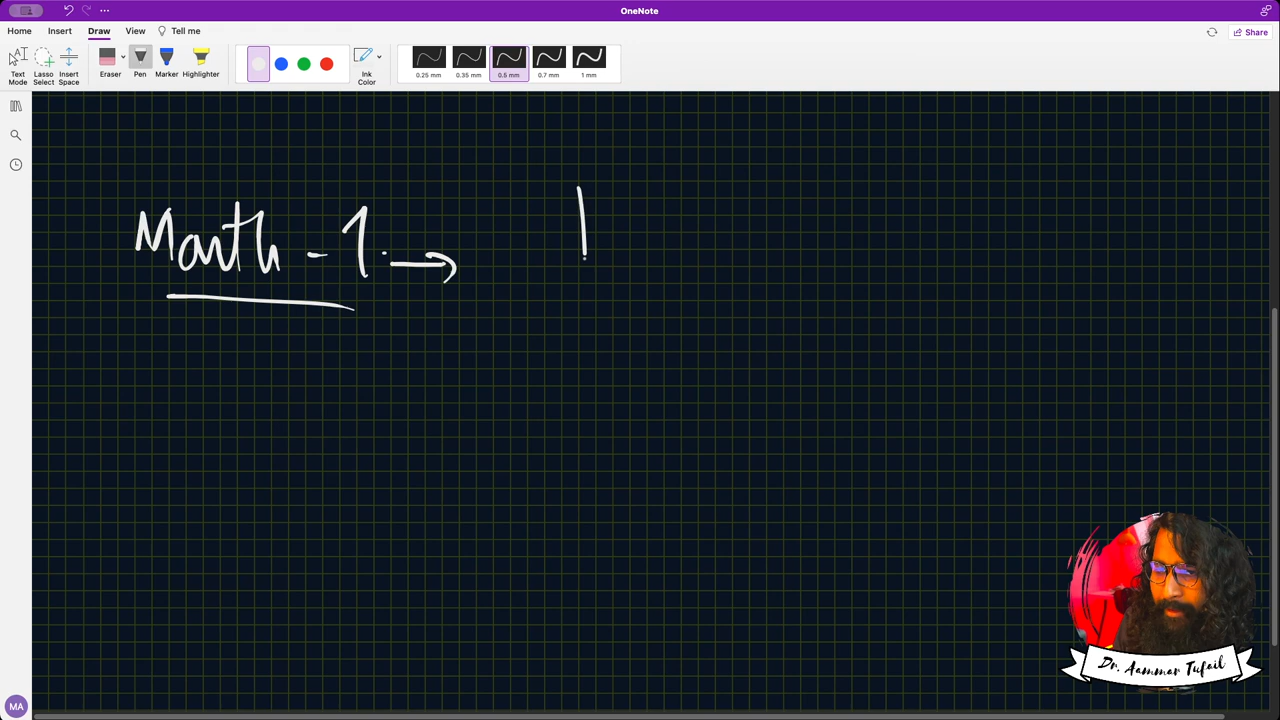 OneNote
Home Insert Draw View Tell me Share
Text Mode Lasso Select Insert Space Eraser Pen Marker Highlighter Ink Color 0.25 mm 0.35 mm 0.5 mm 0.7 mm 1 mm
Month - 1. →
Dr. Aammar Tufail
MA